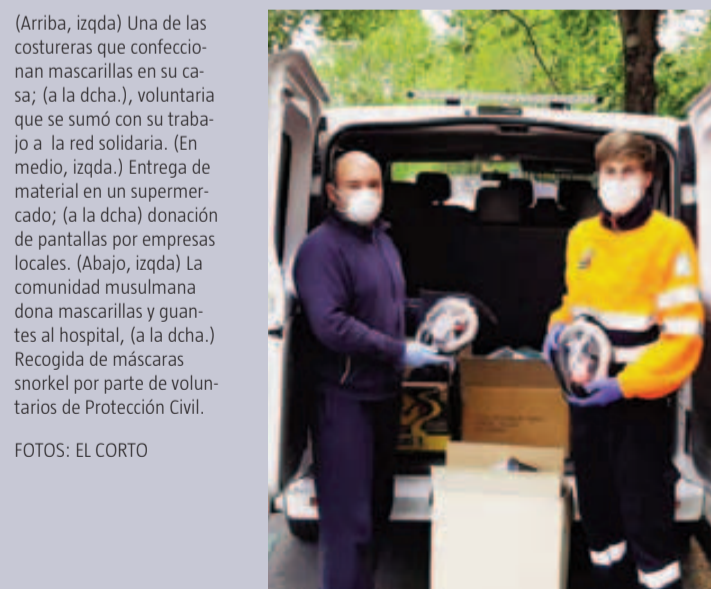 (Arriba, izqda) Una de las
costureras que confeccio-
nan mascarillas en su ca-
sa; (a la dcha.), voluntaria
que se sumó con su traba-
jo a la red solidaria. (En
medio, izqda.) Entrega de
material en un supermer-
cado; (a la dcha) donación
de pantallas por empresas
locales. (Abajo, izqda) La
comunidad musulmana
dona mascarillas y guan-
tes al hospital, (a la dcha.)
Recogida de máscaras
snorkel por parte de volun-
tarios de Protección Civil.
FOTOS: EL CORTO